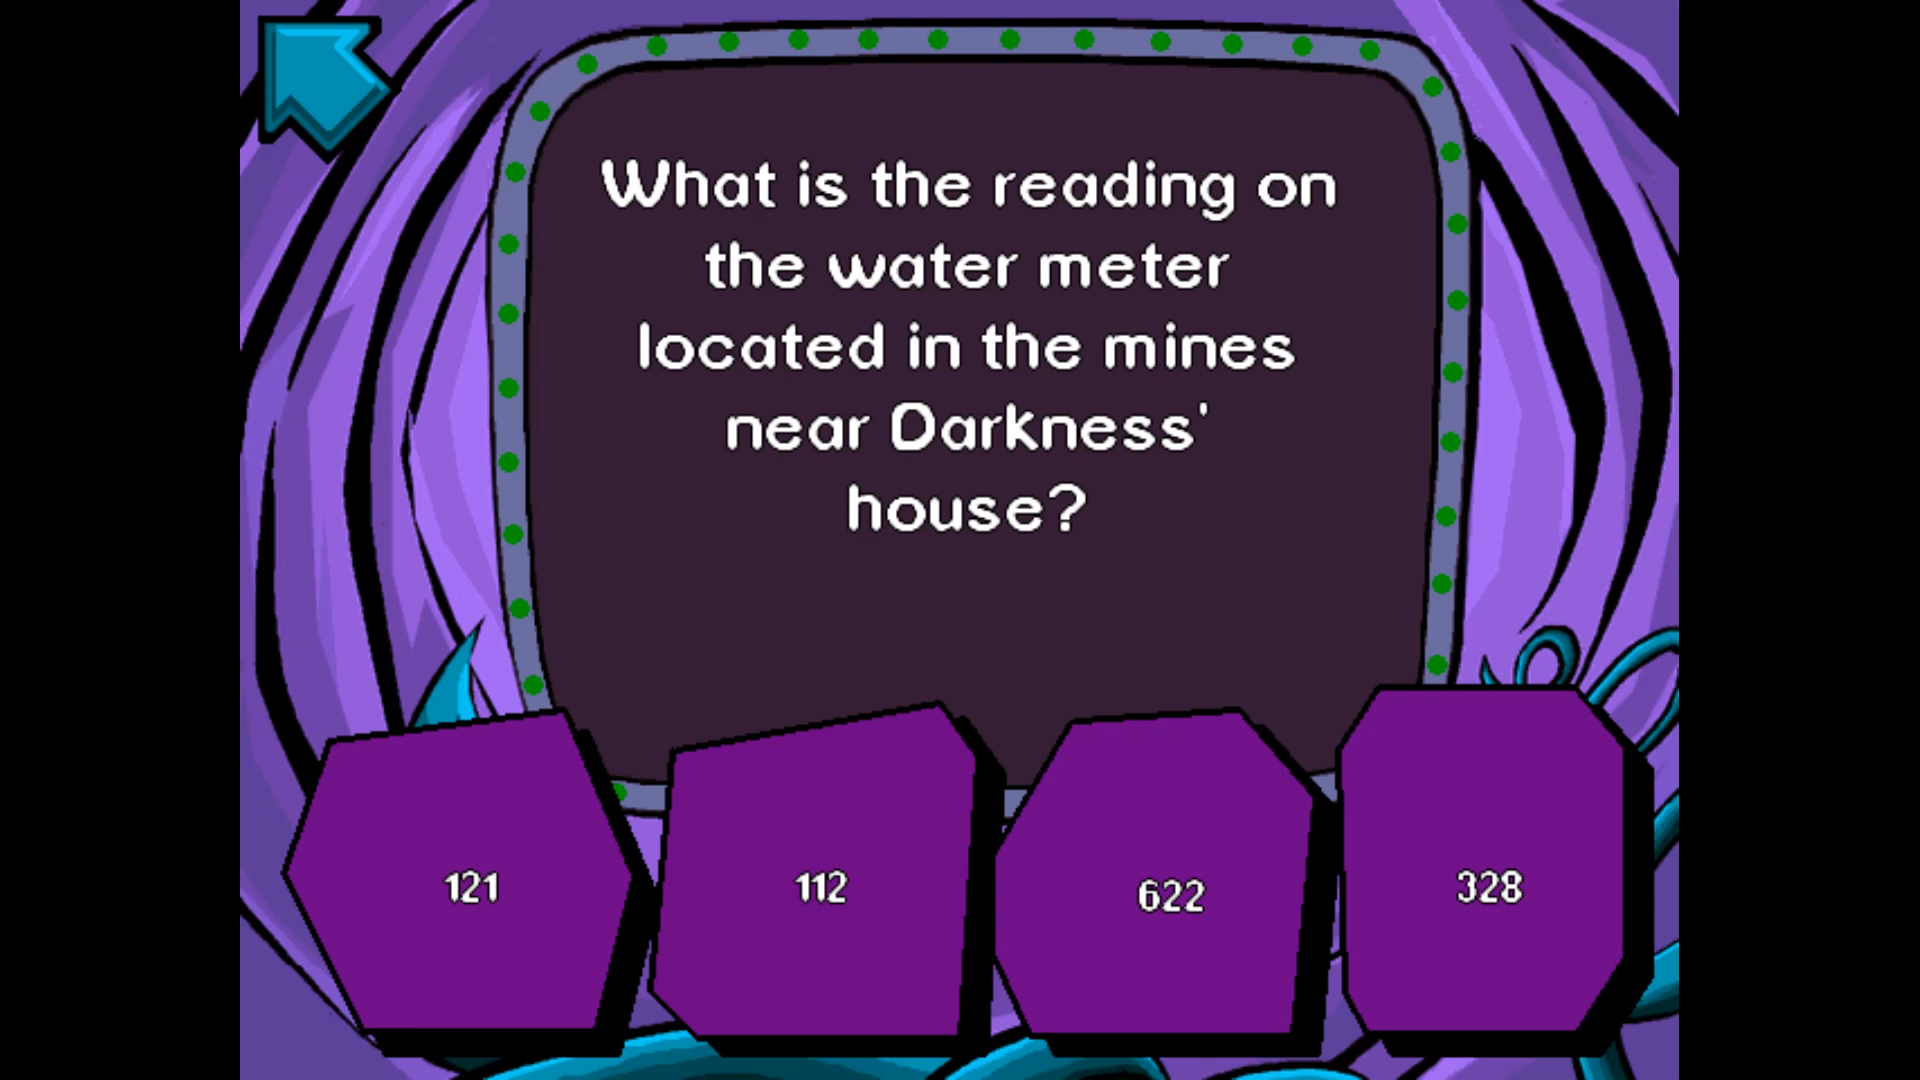 What is the reading on
the water meter
located in the mines
near Darkness'
house?
121
112
622
328